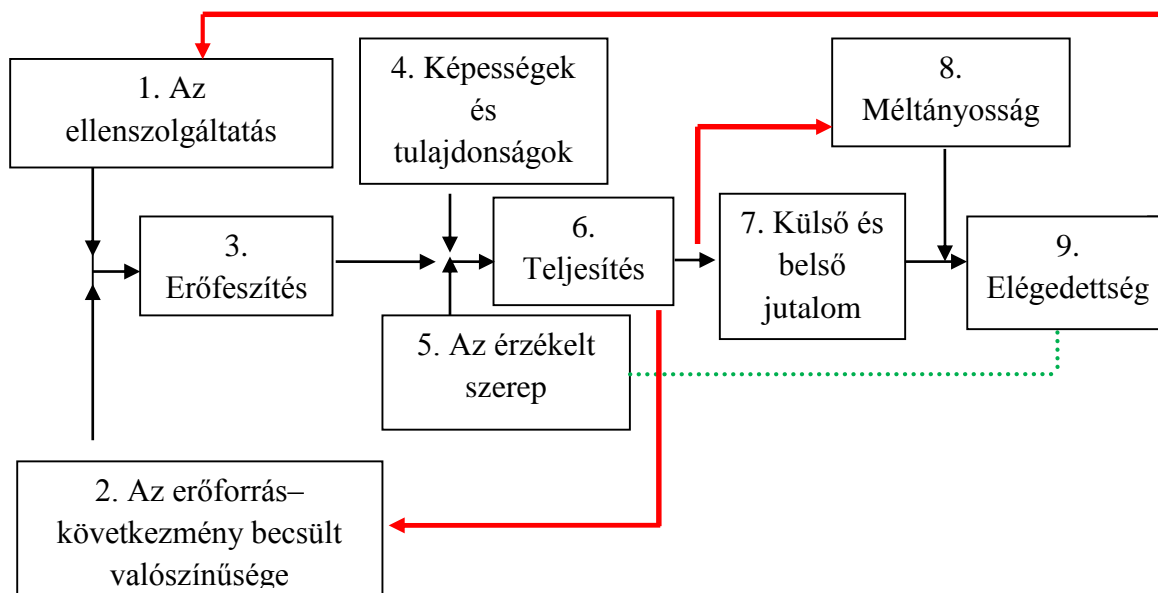 1. Az
ellenszolgáltatás
2. Az erőforrás–
következmény becsült
valószínűsége
3.
Erőfeszítés
4. Képességek
és
tulajdonságok
5. Az érzékelt
szerep
6.
Teljesítés
7. Külső és
belső
jutalom
8.
Méltányosság
9.
Elégedettség